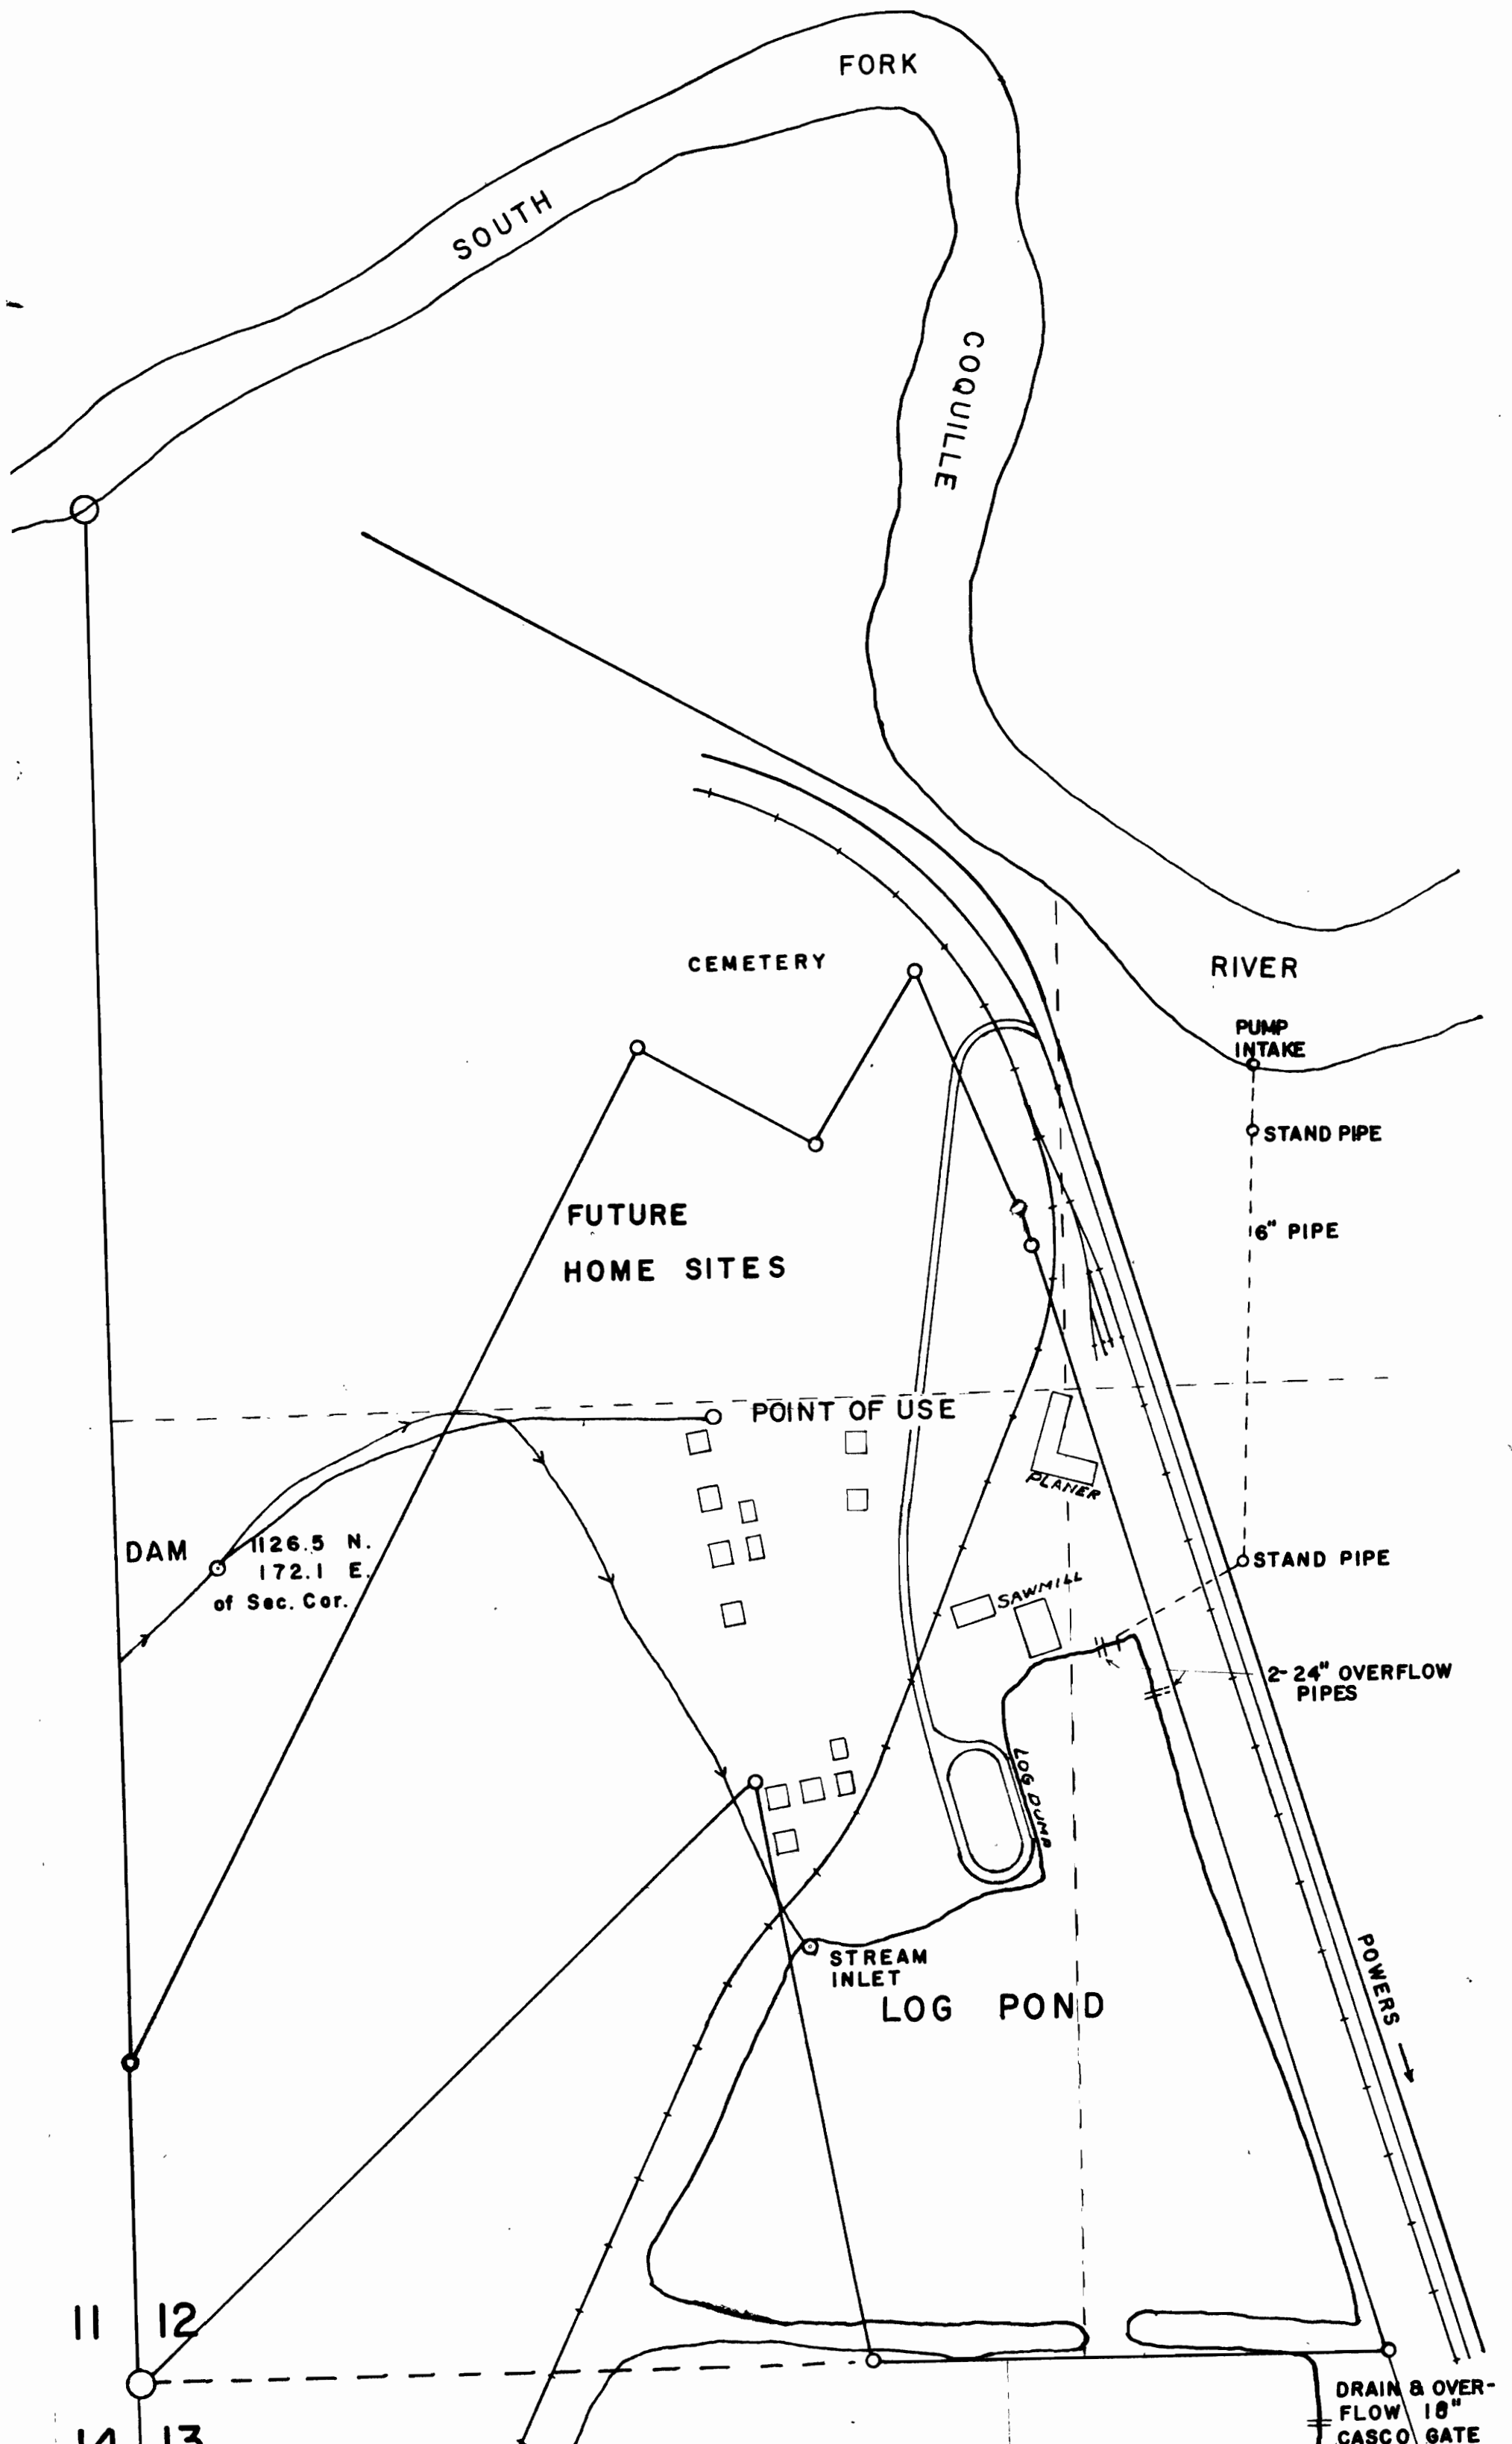 FORK
SOUTH
COQUILLE
CEMETERY
RIVER
PUMP
INTAKE
STAND PIPE
FUTURE
HOME SITES
6" PIPE
POINT OF USE
PLANER
DAM
1126.5 N.
172.1 E.
of Sec. Cor.
STAND PIPE
SAWMILL
2-24" OVERFLOW
PIPES
LOG DUMP
STREAM
INLET
LOG POND
POWERS
11 12
14 13
DRAIN & OVER-
FLOW 18"
CASCO GATE